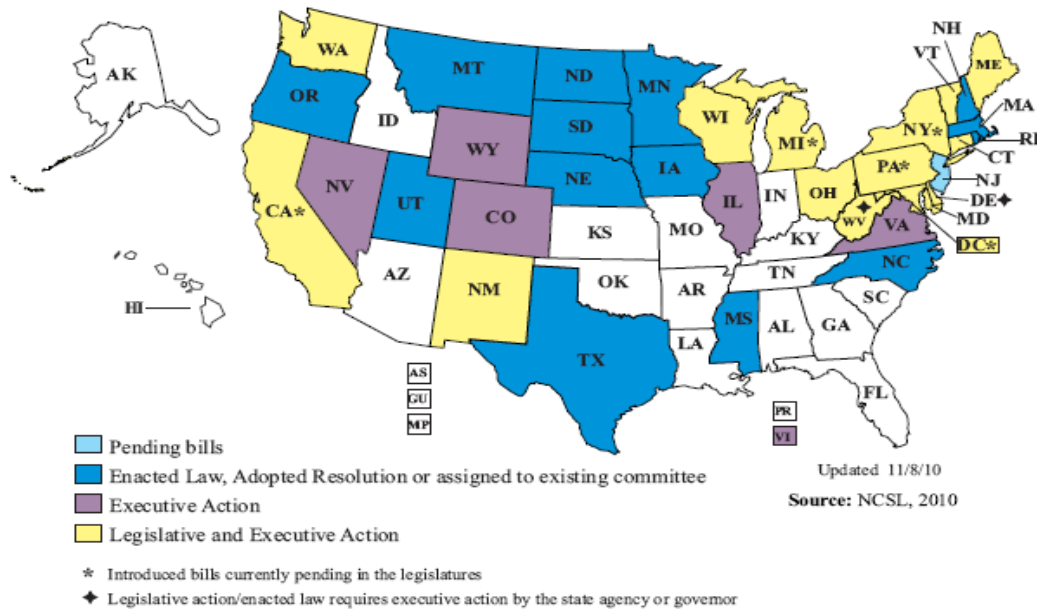 NH
VT
ME
WA
AK
MT
ND
MN
MA
OR
ID
SD
WI
NY*
MI*
RI
WY
CT
IA
PA*
NE
NJ
NV
IL
IN
OH
DE✦
UT
✦
CA*
CO
WV
MD
VA
KS
MO
KY
DC*
NC
TN
AZ
OK
NM
AR
SC
HI
MS
AL
GA
LA
TX
AS
FL
GU
PR
MP
VI
Pending bills
Enacted Law, Adopted Resolution or assigned to existing committee
Updated 11/8/10
Executive Action
Source: NCSL, 2010
Legislative and Executive Action
* Introduced bills currently pending in the legislatures
✦ Legislative action/enacted law requires executive action by the state agency or governor